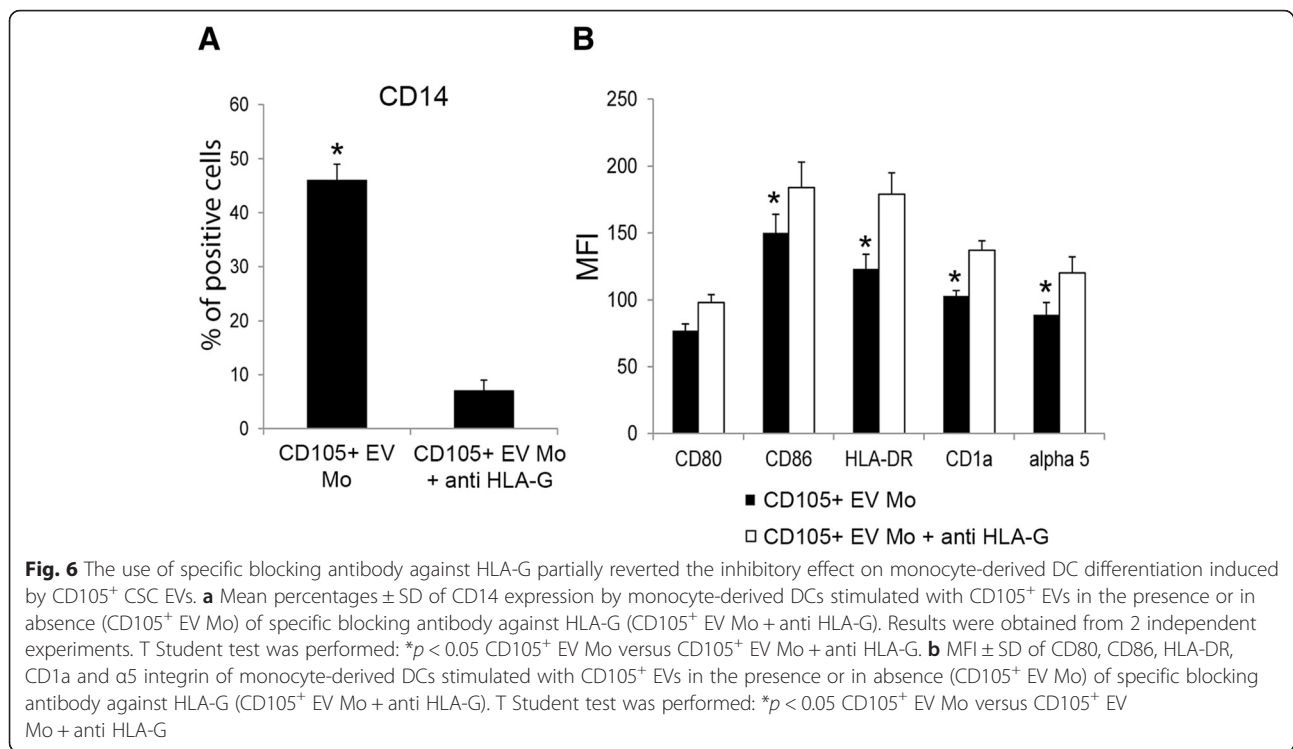 A
CD14
60
50
40
30
20
10
0
% of positive cells
*
CD105+ EV
Mo
CD105+ EV Mo
+ anti HLA-G
B
250
200
150
100
50
0
MFI
* * * *
CD80 CD86 HLA-DR CD1a alpha 5
■ CD105+ EV Mo
□ CD105+ EV Mo + anti HLA-G
Fig. 6 The use of specific blocking antibody against HLA-G partially reverted the inhibitory effect on monocyte-derived DC differentiation induced
by CD105⁺ CSC EVs. a Mean percentages ± SD of CD14 expression by monocyte-derived DCs stimulated with CD105⁺ EVs in the presence or in
absence (CD105⁺ EV Mo) of specific blocking antibody against HLA-G (CD105⁺ EV Mo + anti HLA-G). Results were obtained from 2 independent
experiments. T Student test was performed: *p < 0.05 CD105⁺ EV Mo versus CD105⁺ EV Mo + anti HLA-G. b MFI ± SD of CD80, CD86, HLA-DR,
CD1a and α5 integrin of monocyte-derived DCs stimulated with CD105⁺ EVs in the presence or in absence (CD105⁺ EV Mo) of specific blocking
antibody against HLA-G (CD105⁺ EV Mo + anti HLA-G). T Student test was performed: *p < 0.05 CD105⁺ EV Mo versus CD105⁺ EV
Mo + anti HLA-G